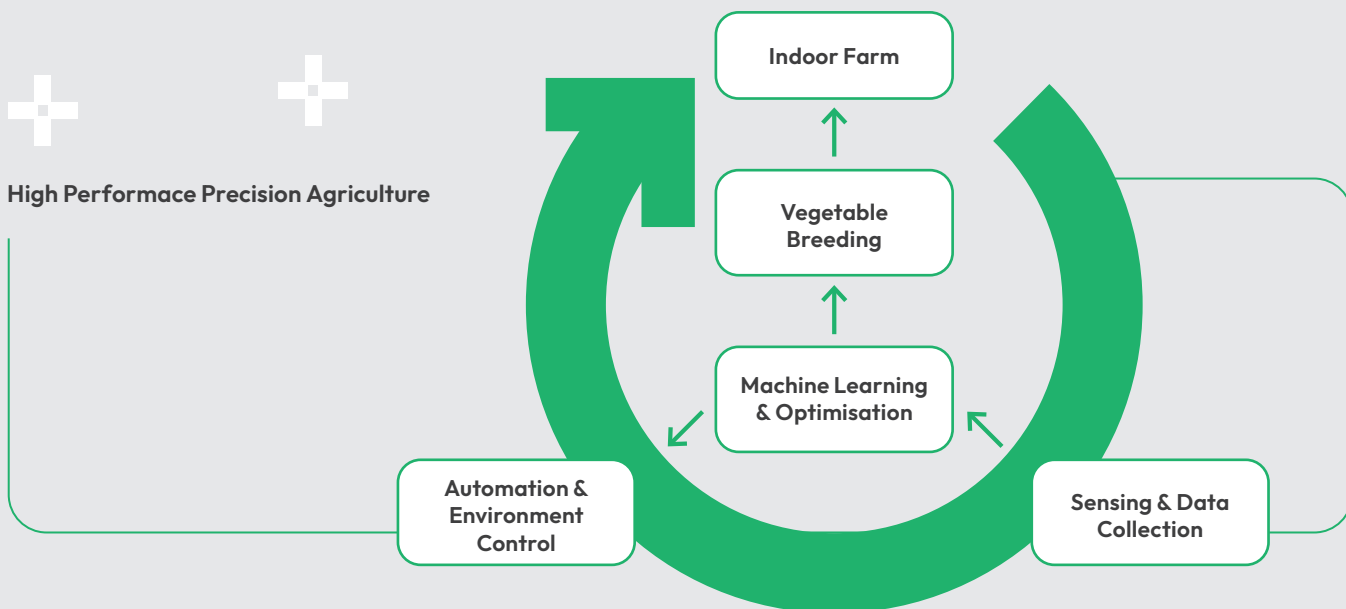 Indoor Farm
High Performace Precision Agriculture
Vegetable
Breeding
Machine Learning
& Optimisation
Automation &
Environment
Control
Sensing & Data
Collection